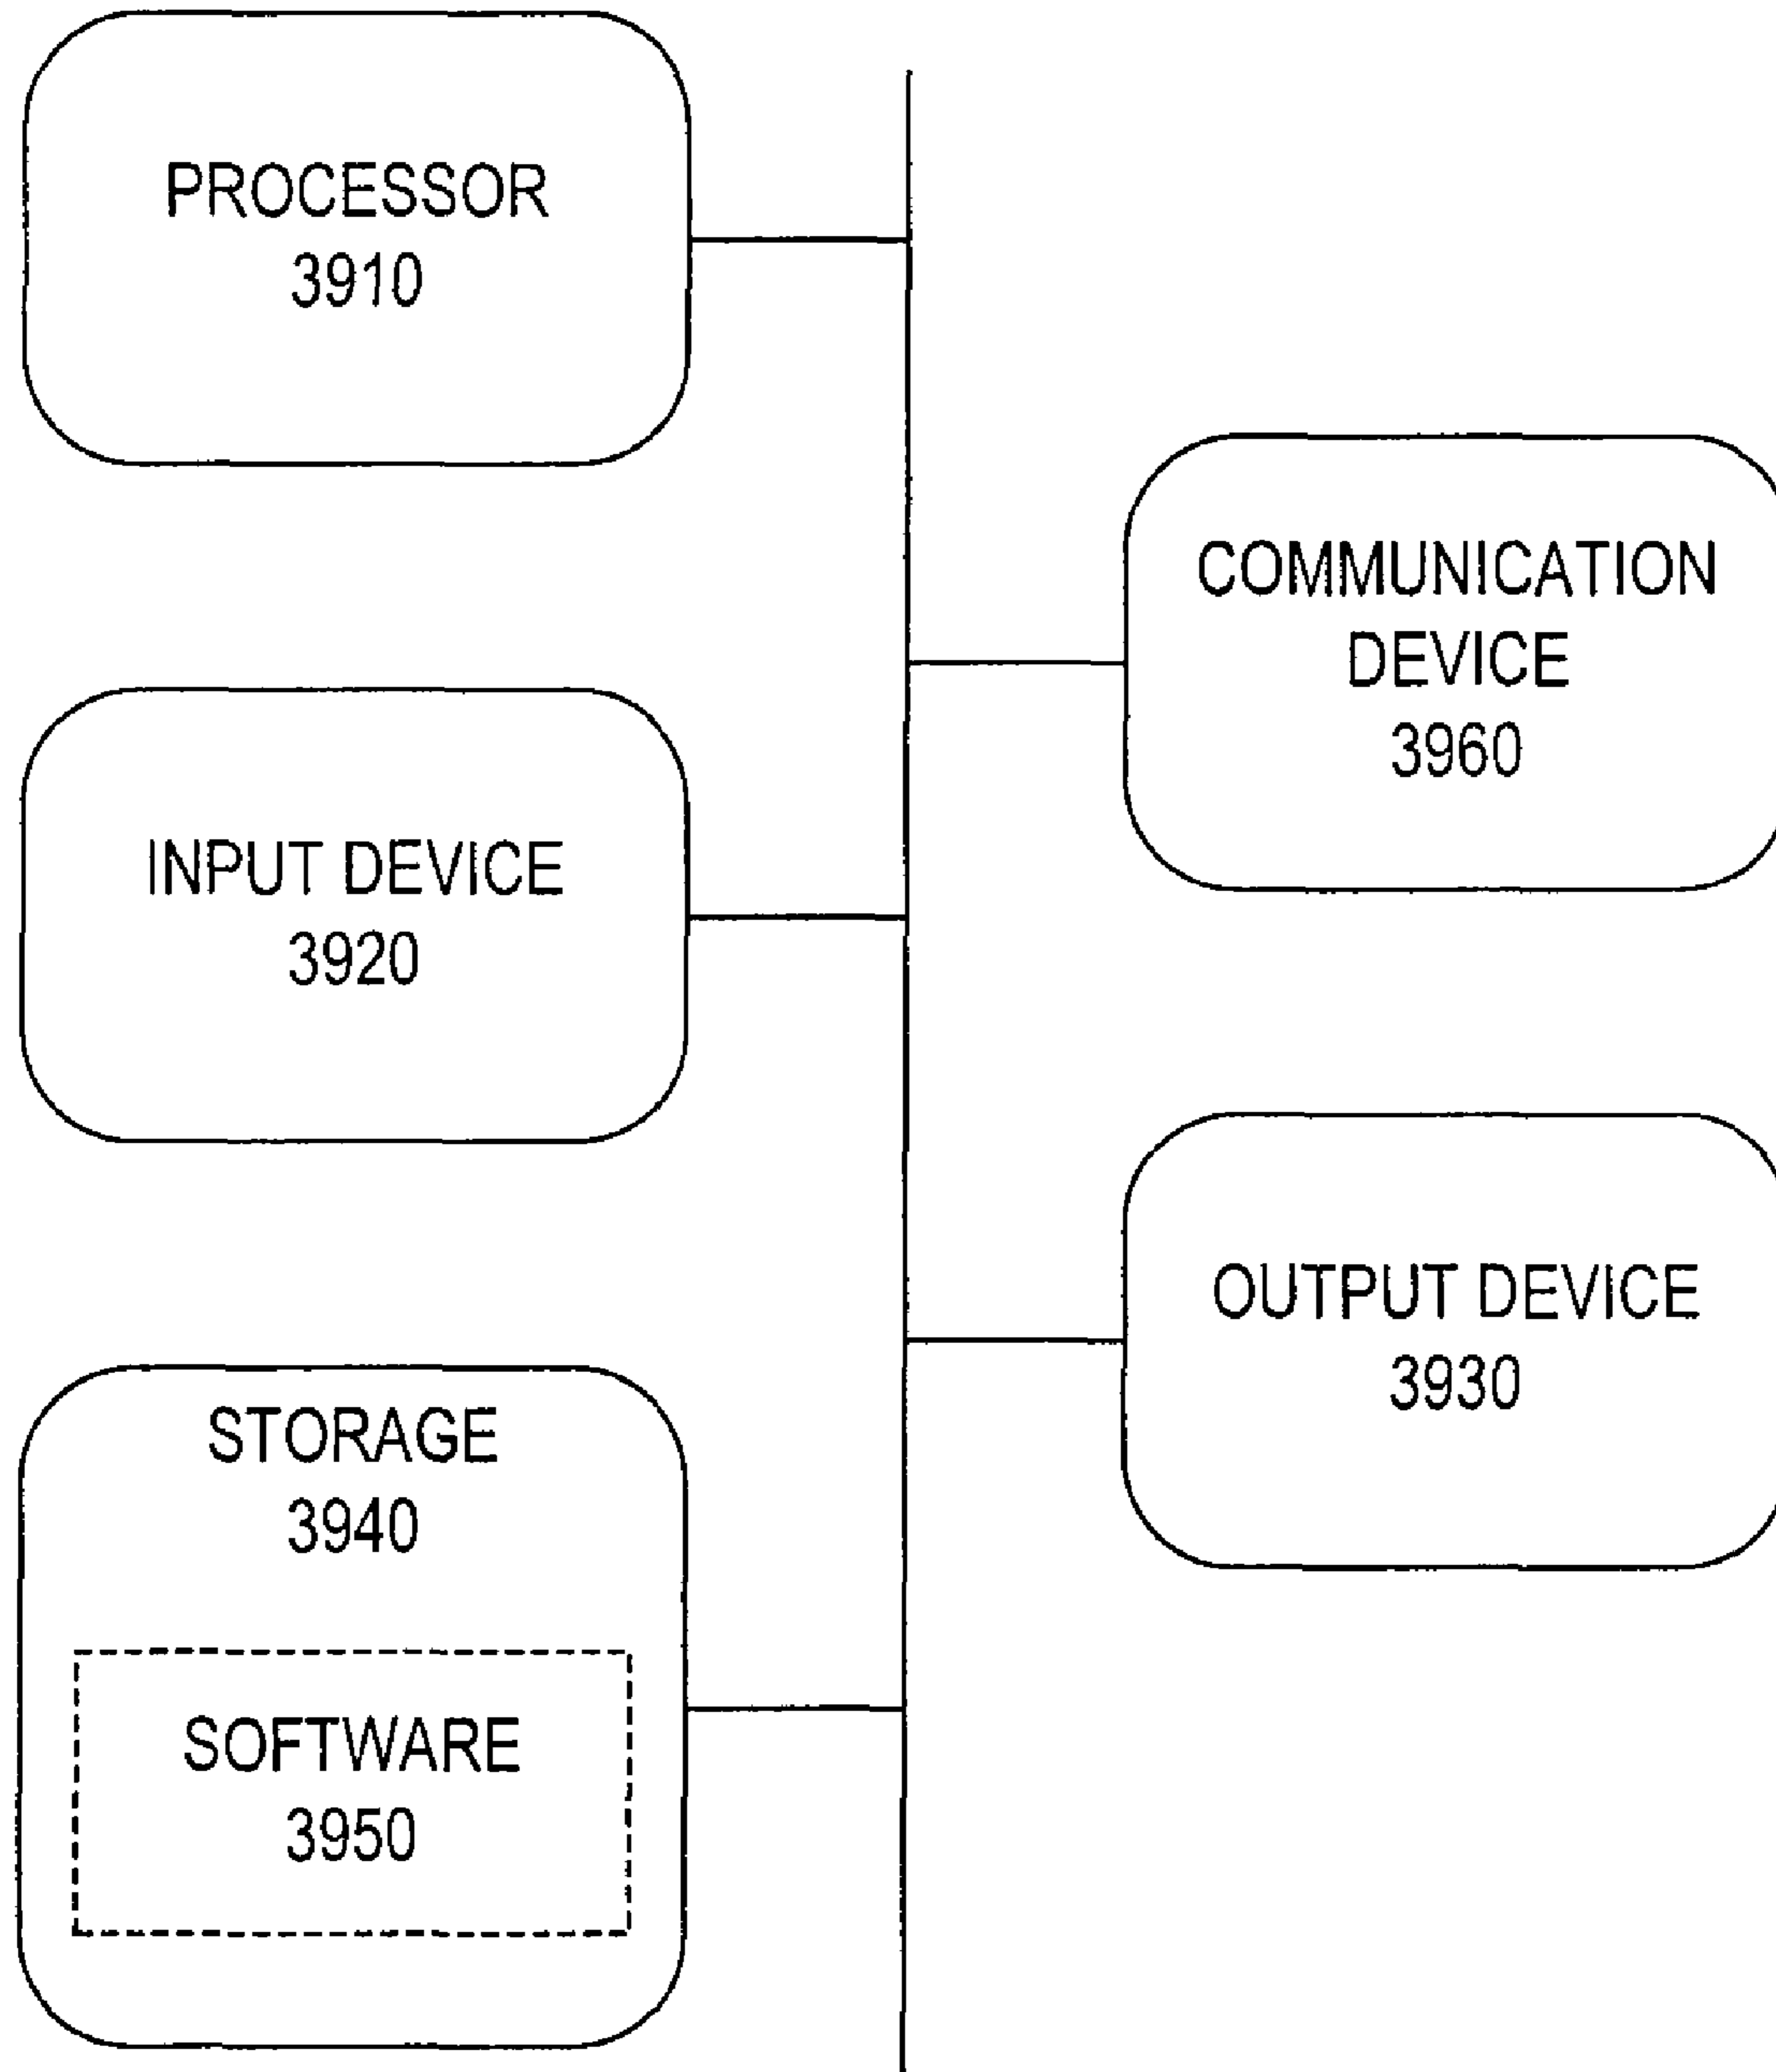 PROCESSOR
3910
COMMUNICATION
DEVICE
3960
INPUT DEVICE
3920
OUTPUT DEVICE
3930
STORAGE
3940
SOFTWARE
3950